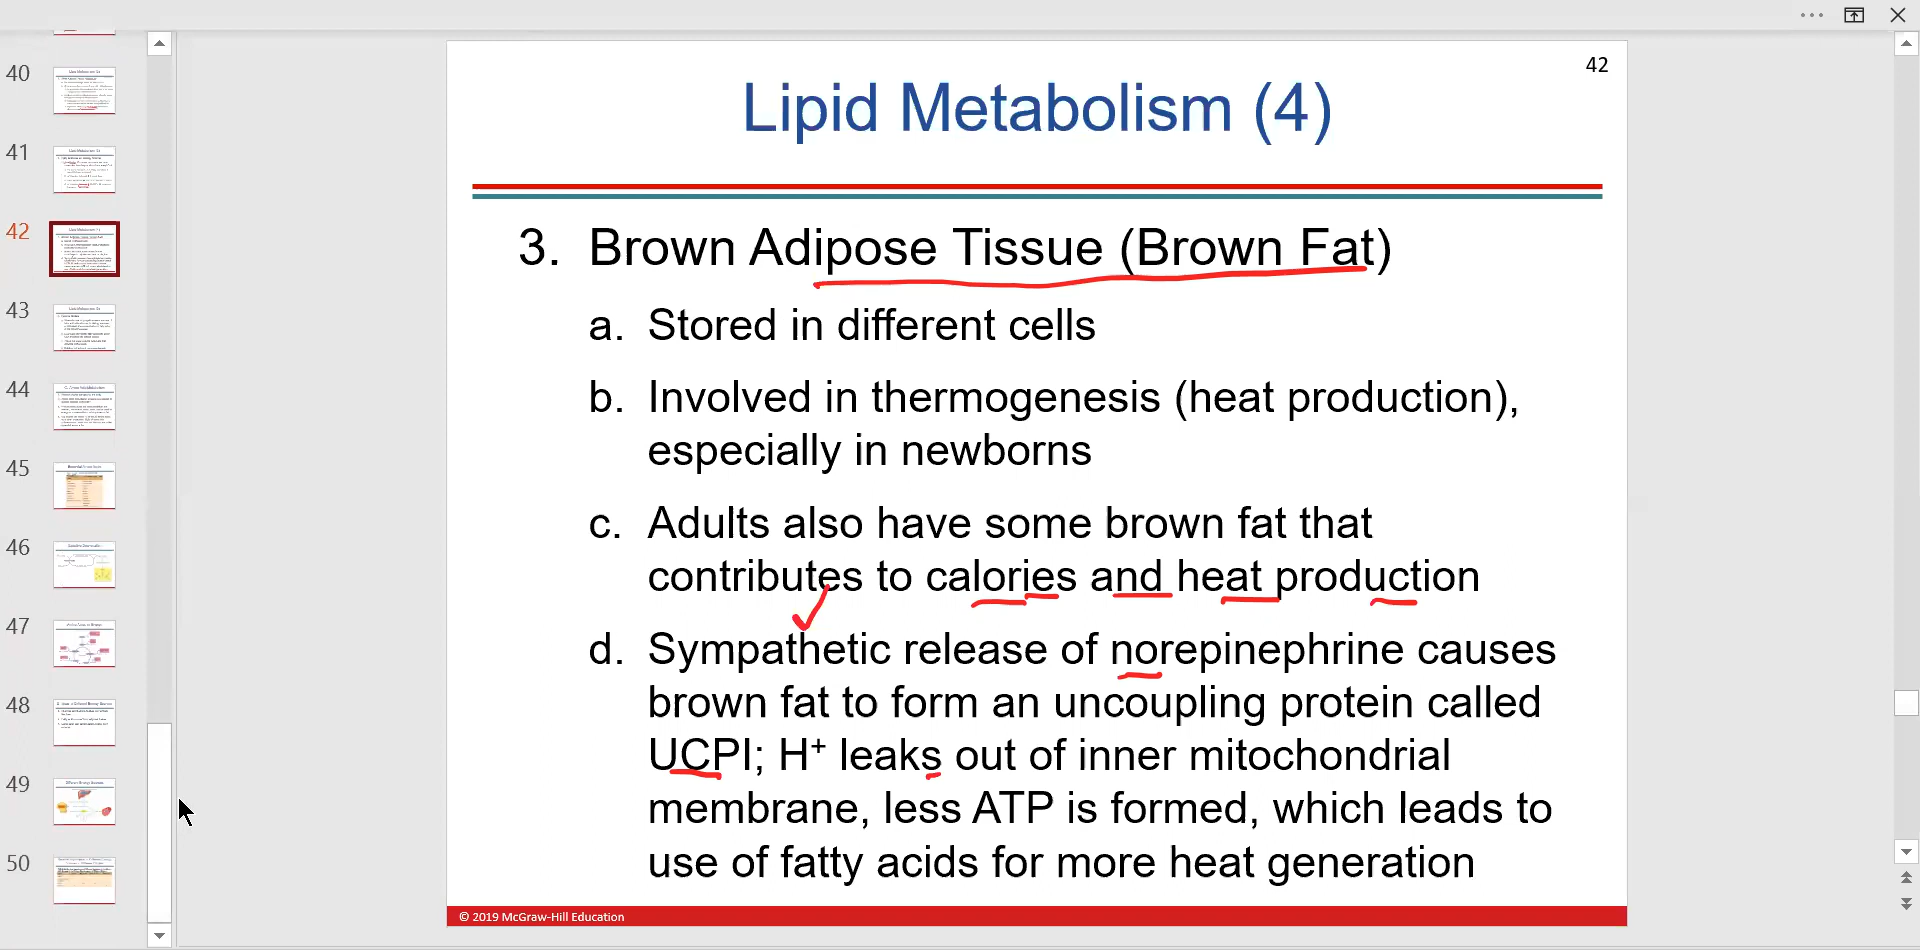 42
Lipid Metabolism (4)
3. Brown Adipose Tissue (Brown Fat)
a. Stored in different cells
b. Involved in thermogenesis (heat production),
especially in newborns
c. Adults also have some brown fat that
contributes to calories and heat production
d. Sympathetic release of norepinephrine causes
brown fat to form an uncoupling protein called
UCPI; H⁺ leaks out of inner mitochondrial
membrane, less ATP is formed, which leads to
use of fatty acids for more heat generation
© 2019 McGraw-Hill Education
40
41
42
43
44
45
46
47
48
49
50